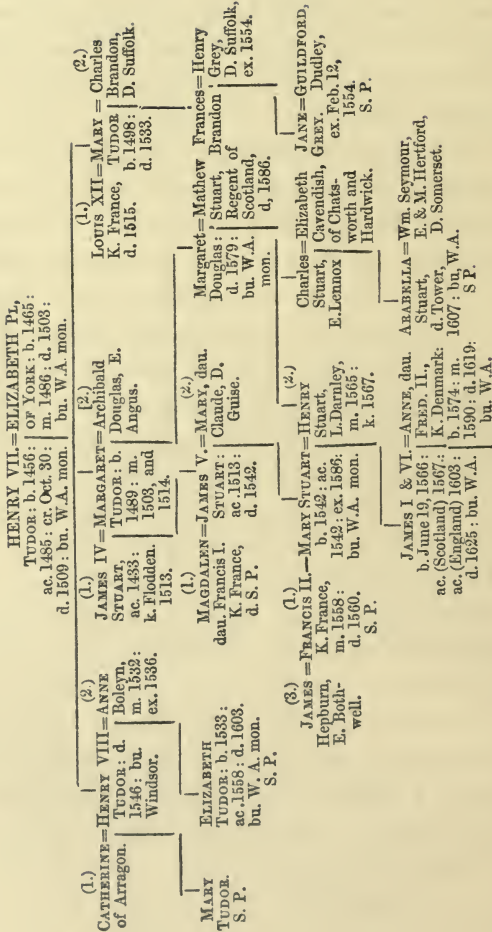 HENRY VII.=ELIZABETH PL,
TUDOR: b. 1456: OF YORK: b. 1465:
ac. 1485: cr. Oct. 30: m. 1486: d. 1503:
d. 1509: bu. W. A. mon. bu. W. A. mon.
(1.)
CATHERINE=HENRY VIII=ANNE
of Arragon.
TUDOR: d.
1546: bu.
Windsor.
(2.)
Boleyn,
m. 1532:
ex. 1536.
(1.)
JAMES IV=MARGARET=Archibald
STUART,
ac. 1488:
k. Flodden.
1513.
TUDOR: b.
1489: m.
1503, and
1514.
[2.)
Douglas, E.
Angus.
(1.)
LOUIS XII=MARY=Charles
K. France,
d. 1515.
TUDOR
b. 1498:
d. 1533.
(2.)
Brandon,
D. Suffolk.
MARY
TUDOR.
S. P.
ELIZABETH
TUDOR: b. 1533:
ac. 1558: d. 1603.
bu. W. A. mon.
S. P.
(1.)
MAGDALEN=JAMES V.=MARY, dau.
dau. Francis I.
K. France,
d. S. P.
STUART:
ac. 1513:
d. 1542.
(2.)
Claude, D.
Guise.
Margaret=Mathew
Douglas:
d. 1579:
bu. W. A.
mon.
Stuart,
Regent of
Scotland,
d, 1586.
Frances=Henry
Brandon
Grey,
D. Suffolk,
ex. 1554.
(3.)
JAMES=FRANCIS II.—MARY STUART=HENRY
Hepburn,
E. Both-
well.
(1.)
K. France,
m. 1558:
d. 1560.
S. P.
b. 1542: ac.
1542: ex. 1586:
bu. W. A. mon.
(2.)
Stuart,
L. Darnley,
m. 1565:
k. 1567.
Charles=Elizabeth
Stuart,
E. Lennox
Cavendish,
of Chats-
worth and
Hardwick.
JANE=GUILDFORD,
GREY.
Dudley,
ex. Feb. 12,
1554.
S. P.
JAMES I. & VI.=ANNE, dau.
b. June 19, 1566: FRED. II.,
ac. (Scotland) 1567.: K. Denmark:
ac. (England) 1603: b. 1574: m.
d. 1625: bu. W. A. 1590: d. 1619:
bu. W. A.
ARABELLA=Wm. Seymour,
Stuart,
d. Tower,
1607: bu, W. A.
S P.
E. & M. Hertford,
D. Somerset.